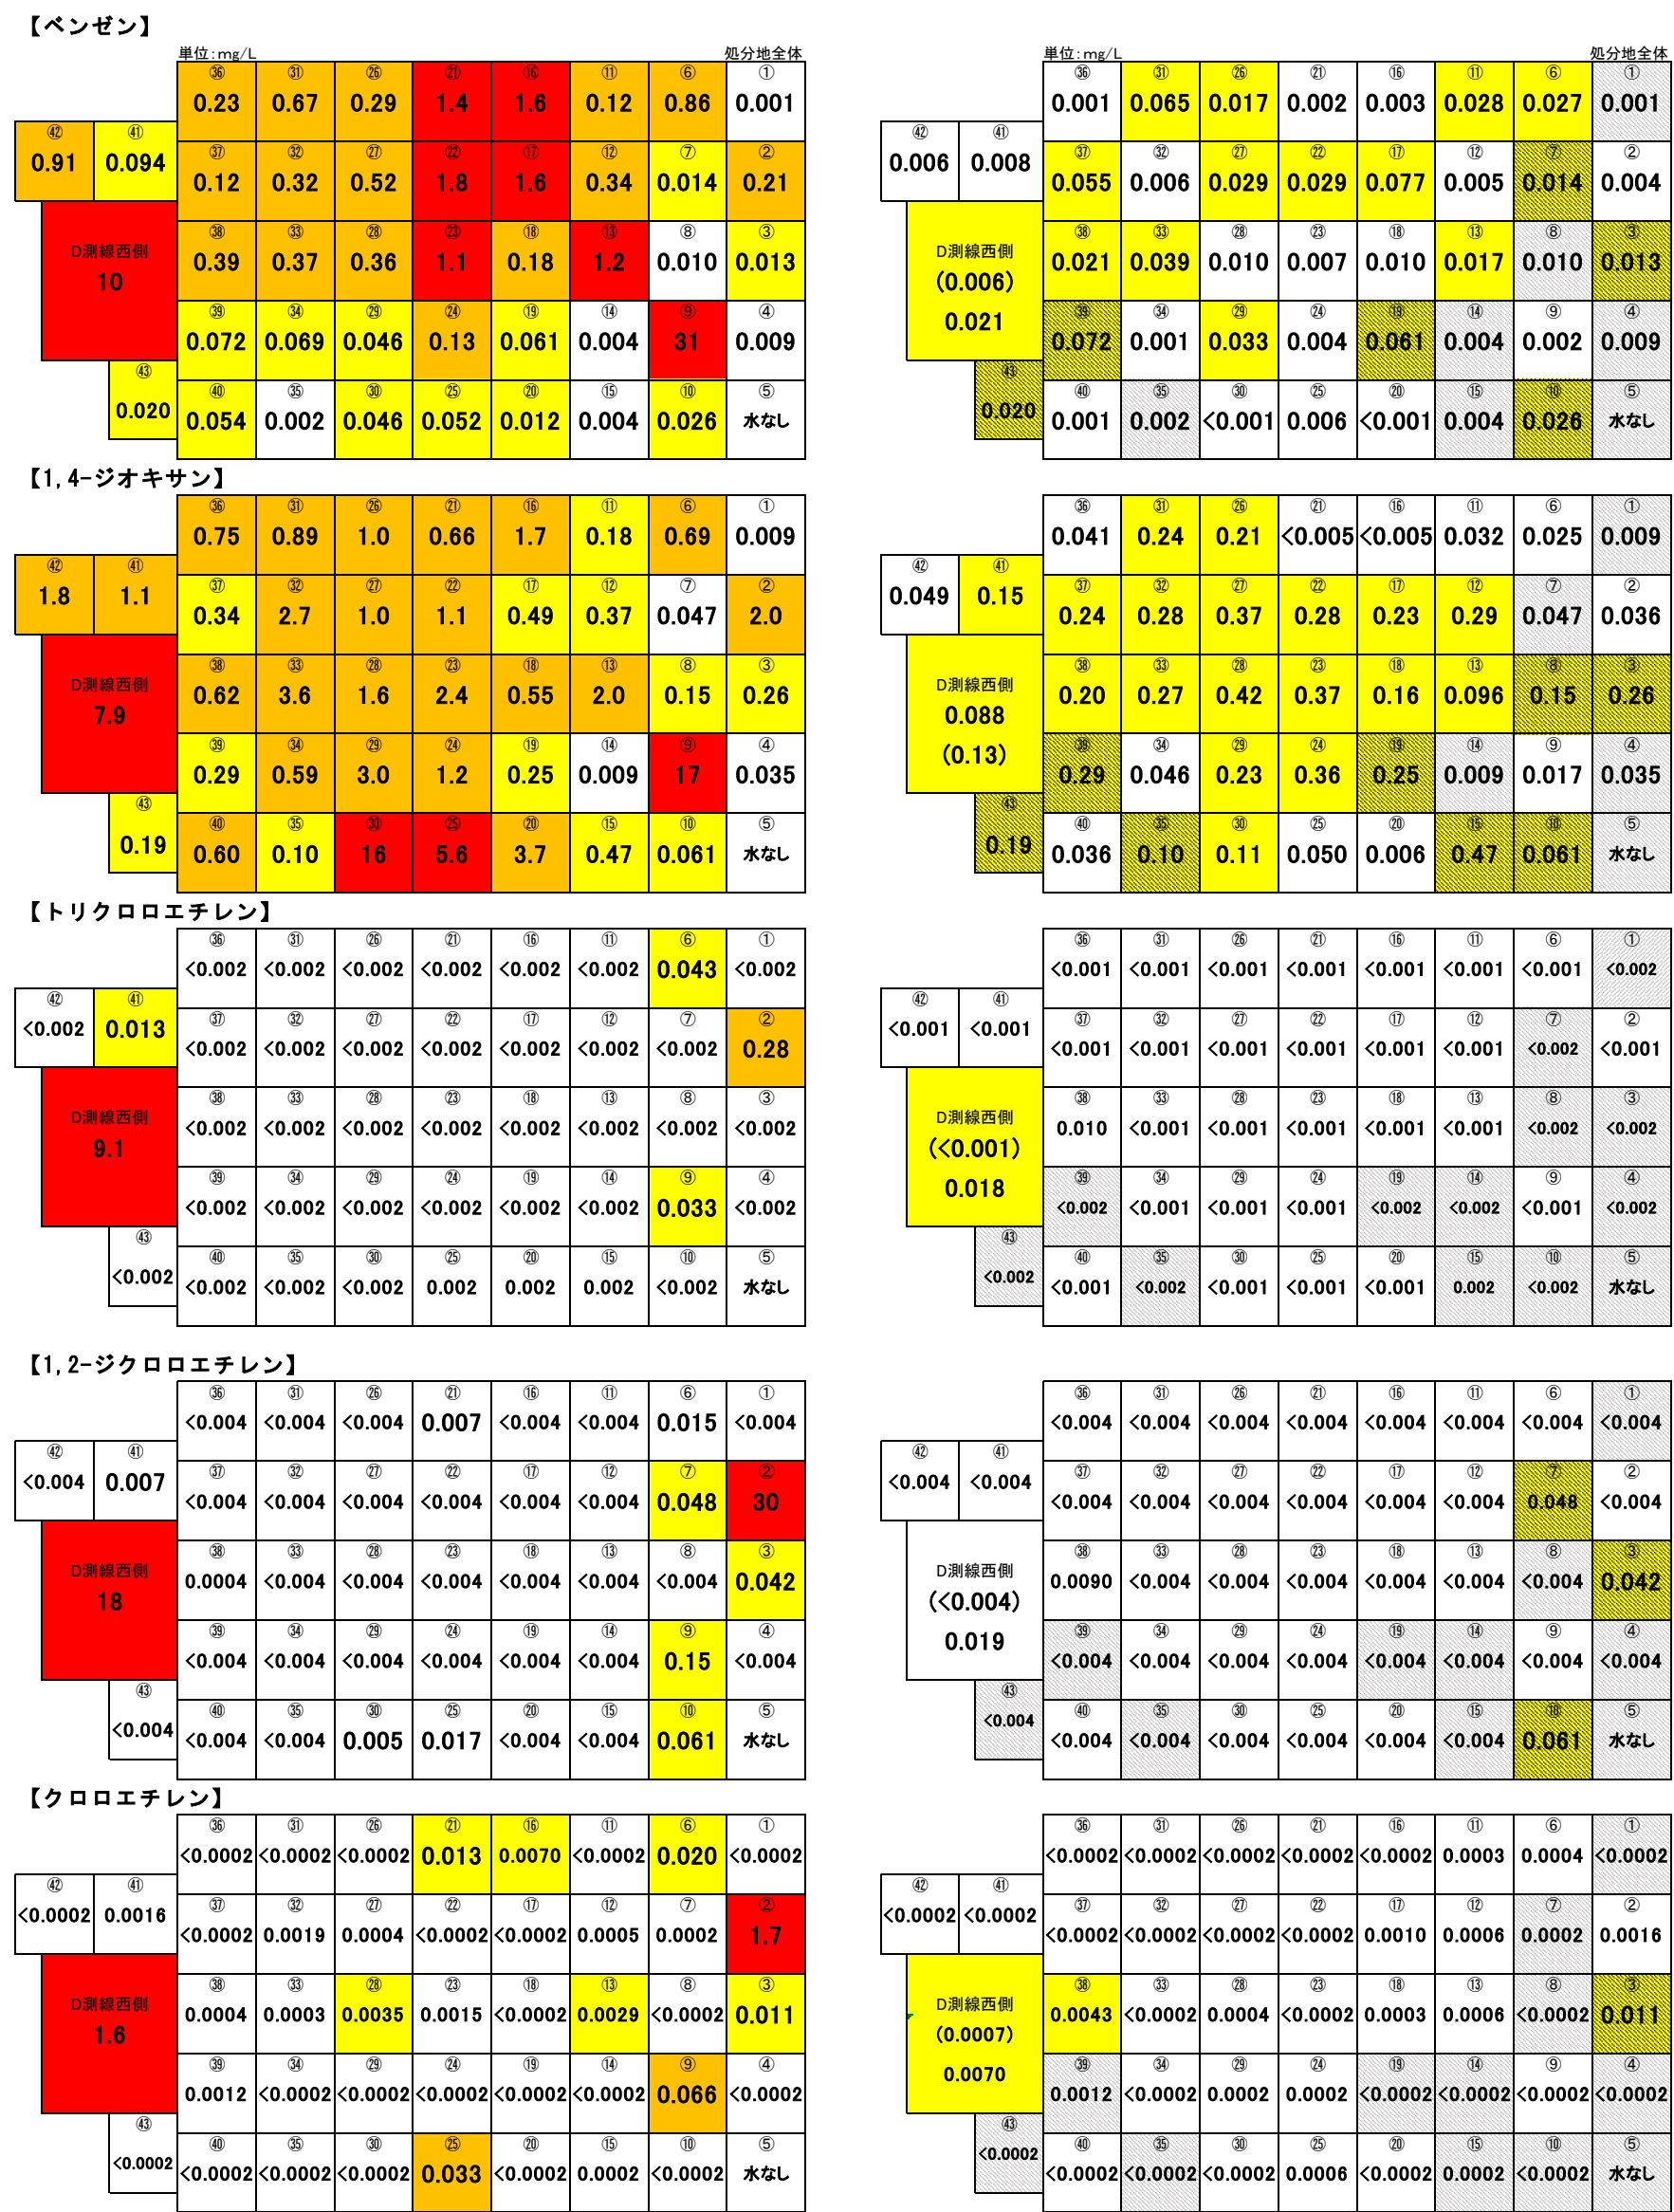 【ベンゼン】
単位:mg/L 処分地全体 単位:mg/L 処分地全体
㊱ ㉛ ㉖ ㉑ ⑯ ⑪ ⑥ ① ㊱ ㉛ ㉖ ㉑ ⑯ ⑪ ⑥ ①
0.23 0.67 0.29 1.4 1.6 0.12 0.86 0.001 0.001 0.065 0.017 0.002 0.003 0.028 0.027 0.001
㊷ ㊶ ㊷ ㊶
0.91 0.094 0.006 0.008
㊲ ㉜ ㉗ ㉒ ⑰ ⑫ ⑦ ② ㊲ ㉜ ㉗ ㉒ ⑰ ⑫ ⑦ ②
0.12 0.32 0.52 1.8 1.6 0.34 0.014 0.21 0.055 0.006 0.029 0.029 0.077 0.005 0.014 0.004
㊳ ㉝ ㉘ ㉓ ⑱ ⑬ ⑧ ③ ㊳ ㉝ ㉘ ㉓ ⑱ ⑬ ⑧ ③
D測線西側 D測線西側
0.39 0.37 0.36 1.1 0.18 1.2 0.010 0.013 0.021 0.039 0.010 0.007 0.010 0.017 0.010 0.013
10 (0.006)
0.021
㊴ ㉞ ㉙ ㉔ ⑲ ⑭ ⑨ ④ ㊴ ㉞ ㉙ ㉔ ⑲ ⑭ ⑨ ④
0.072 0.069 0.046 0.13 0.061 0.004 31 0.009 0.072 0.001 0.033 0.004 0.061 0.004 0.002 0.009
㊸ ㊸
0.020 0.020
㊵ ㉟ ㉚ ㉕ ⑳ ⑮ ⑩ ⑤ ㊵ ㉟ ㉚ ㉕ ⑳ ⑮ ⑩ ⑤
0.054 0.002 0.046 0.052 0.012 0.004 0.026 水なし 0.001 0.002 <0.001 0.006 <0.001 0.004 0.026 水なし
【1,4-ジオキサン】
㊱ ㉛ ㉖ ㉑ ⑯ ⑪ ⑥ ① ㊱ ㉛ ㉖ ㉑ ⑯ ⑪ ⑥ ①
0.75 0.89 1.0 0.66 1.7 0.18 0.69 0.009 0.041 0.24 0.21 <0.005 <0.005 0.032 0.025 0.009
㊷ ㊶ ㊷ ㊶
1.8 1.1 0.049 0.15
㊲ ㉜ ㉗ ㉒ ⑰ ⑫ ⑦ ② ㊲ ㉜ ㉗ ㉒ ⑰ ⑫ ⑦ ②
0.34 2.7 1.0 1.1 0.49 0.37 0.047 2.0 0.24 0.28 0.37 0.28 0.23 0.29 0.047 0.036
㊳ ㉝ ㉘ ㉓ ⑱ ⑬ ⑧ ③ ㊳ ㉝ ㉘ ㉓ ⑱ ⑬ ⑧ ③
D測線西側 D測線西側
0.62 3.6 1.6 2.4 0.55 2.0 0.15 0.26 0.20 0.27 0.42 0.37 0.16 0.096 0.15 0.26
7.9 0.088
(0.13)
㊴ ㉞ ㉙ ㉔ ⑲ ⑭ ⑨ ④ ㊴ ㉞ ㉙ ㉔ ⑲ ⑭ ⑨ ④
0.29 0.59 3.0 1.2 0.25 0.009 17 0.035 0.29 0.046 0.23 0.36 0.25 0.009 0.017 0.035
㊸ ㊸
0.19 0.19
㊵ ㉟ ㉚ ㉕ ⑳ ⑮ ⑩ ⑤ ㊵ ㉟ ㉚ ㉕ ⑳ ⑮ ⑩ ⑤
0.60 0.10 16 5.6 3.7 0.47 0.061 水なし 0.036 0.10 0.11 0.050 0.006 0.47 0.061 水なし
【トリクロロエチレン】
㊱ ㉛ ㉖ ㉑ ⑯ ⑪ ⑥ ① ㊱ ㉛ ㉖ ㉑ ⑯ ⑪ ⑥ ①
<0.002 <0.002 <0.002 <0.002 <0.002 <0.002 0.043 <0.002 <0.001 <0.001 <0.001 <0.001 <0.001 <0.001 <0.001 <0.002
㊷ ㊶ ㊷ ㊶
<0.002 0.013 <0.001 <0.001
㊲ ㉜ ㉗ ㉒ ⑰ ⑫ ⑦ ② ㊲ ㉜ ㉗ ㉒ ⑰ ⑫ ⑦ ②
<0.002 <0.002 <0.002 <0.002 <0.002 <0.002 <0.002 0.28 <0.001 <0.001 <0.001 <0.001 <0.001 <0.001 <0.002 <0.001
㊳ ㉝ ㉘ ㉓ ⑱ ⑬ ⑧ ③ ㊳ ㉝ ㉘ ㉓ ⑱ ⑬ ⑧ ③
D測線西側 D測線西側
<0.002 <0.002 <0.002 <0.002 <0.002 <0.002 <0.002 <0.002 0.010 <0.001 <0.001 <0.001 <0.001 <0.001 <0.002 <0.002
9.1 (<0.001)
0.018
㊴ ㉞ ㉙ ㉔ ⑲ ⑭ ⑨ ④ ㊴ ㉞ ㉙ ㉔ ⑲ ⑭ ⑨ ④
<0.002 <0.002 <0.002 <0.002 <0.002 <0.002 0.033 <0.002 <0.002 <0.001 <0.001 <0.001 <0.002 <0.002 <0.001 <0.002
㊸ ㊸
<0.002 <0.002
㊵ ㉟ ㉚ ㉕ ⑳ ⑮ ⑩ ⑤ ㊵ ㉟ ㉚ ㉕ ⑳ ⑮ ⑩ ⑤
<0.002 <0.002 <0.002 0.002 0.002 0.002 <0.002 水なし <0.001 <0.002 <0.001 <0.001 <0.001 0.002 <0.002 水なし
【1,2-ジクロロエチレン】
㊱ ㉛ ㉖ ㉑ ⑯ ⑪ ⑥ ① ㊱ ㉛ ㉖ ㉑ ⑯ ⑪ ⑥ ①
<0.004 <0.004 <0.004 0.007 <0.004 <0.004 0.015 <0.004 <0.004 <0.004 <0.004 <0.004 <0.004 <0.004 <0.004 <0.004
㊷ ㊶ ㊷ ㊶
<0.004 0.007 <0.004 <0.004
㊲ ㉜ ㉗ ㉒ ⑰ ⑫ ⑦ ② ㊲ ㉜ ㉗ ㉒ ⑰ ⑫ ⑦ ②
<0.004 <0.004 <0.004 <0.004 <0.004 <0.004 0.048 30 <0.004 <0.004 <0.004 <0.004 <0.004 <0.004 0.048 <0.004
㊳ ㉝ ㉘ ㉓ ⑱ ⑬ ⑧ ③ ㊳ ㉝ ㉘ ㉓ ⑱ ⑬ ⑧ ③
D測線西側 D測線西側
0.0004 <0.004 <0.004 <0.004 <0.004 <0.004 <0.004 0.042 0.0090 <0.004 <0.004 <0.004 <0.004 <0.004 <0.004 0.042
18 (<0.004)
0.019
㊴ ㉞ ㉙ ㉔ ⑲ ⑭ ⑨ ④ ㊴ ㉞ ㉙ ㉔ ⑲ ⑭ ⑨ ④
<0.004 <0.004 <0.004 <0.004 <0.004 <0.004 0.15 <0.004 <0.004 <0.004 <0.004 <0.004 <0.004 <0.004 <0.004 <0.004
㊸ ㊸
<0.004 <0.004
㊵ ㉟ ㉚ ㉕ ⑳ ⑮ ⑩ ⑤ ㊵ ㉟ ㉚ ㉕ ⑳ ⑮ ⑩ ⑤
<0.004 <0.004 0.005 0.017 <0.004 <0.004 0.061 水なし <0.004 <0.004 <0.004 <0.004 <0.004 <0.004 0.061 水なし
【クロロエチレン】
㊱ ㉛ ㉖ ㉑ ⑯ ⑪ ⑥ ① ㊱ ㉛ ㉖ ㉑ ⑯ ⑪ ⑥ ①
<0.0002 <0.0002 <0.0002 0.013 0.0070 <0.0002 0.020 <0.0002 <0.0002 <0.0002 <0.0002 <0.0002 <0.0002 0.0003 0.0004 <0.0002
㊷ ㊶ ㊷ ㊶
<0.0002 0.0016 <0.0002 <0.0002
㊲ ㉜ ㉗ ㉒ ⑰ ⑫ ⑦ ② ㊲ ㉜ ㉗ ㉒ ⑰ ⑫ ⑦ ②
<0.0002 0.0019 0.0004 <0.0002 <0.0002 0.0005 0.0002 1.7 <0.0002 <0.0002 <0.0002 <0.0002 0.0010 0.0006 0.0002 0.0016
㊳ ㉝ ㉘ ㉓ ⑱ ⑬ ⑧ ③ ㊳ ㉝ ㉘ ㉓ ⑱ ⑬ ⑧ ③
D測線西側 D測線西側
0.0004 0.0003 0.0035 0.0015 <0.0002 0.0029 <0.0002 0.011 0.0043 <0.0002 0.0004 <0.0002 0.0003 0.0006 <0.0002 0.011
1.6 (0.0007)
0.0070
㊴ ㉞ ㉙ ㉔ ⑲ ⑭ ⑨ ④ ㊴ ㉞ ㉙ ㉔ ⑲ ⑭ ⑨ ④
0.0012 <0.0002 <0.0002 <0.0002 <0.0002 <0.0002 0.066 <0.0002 0.0012 <0.0002 0.0002 0.0002 <0.0002 <0.0002 <0.0002 <0.0002
㊸ ㊸
<0.0002 <0.0002
㊵ ㉟ ㉚ ㉕ ⑳ ⑮ ⑩ ⑤ ㊵ ㉟ ㉚ ㉕ ⑳ ⑮ ⑩ ⑤
<0.0002 <0.0002 <0.0002 0.033 <0.0002 0.0002 <0.0002 水なし <0.0002 <0.0002 <0.0002 0.0006 <0.0002 0.0002 <0.0002 水なし